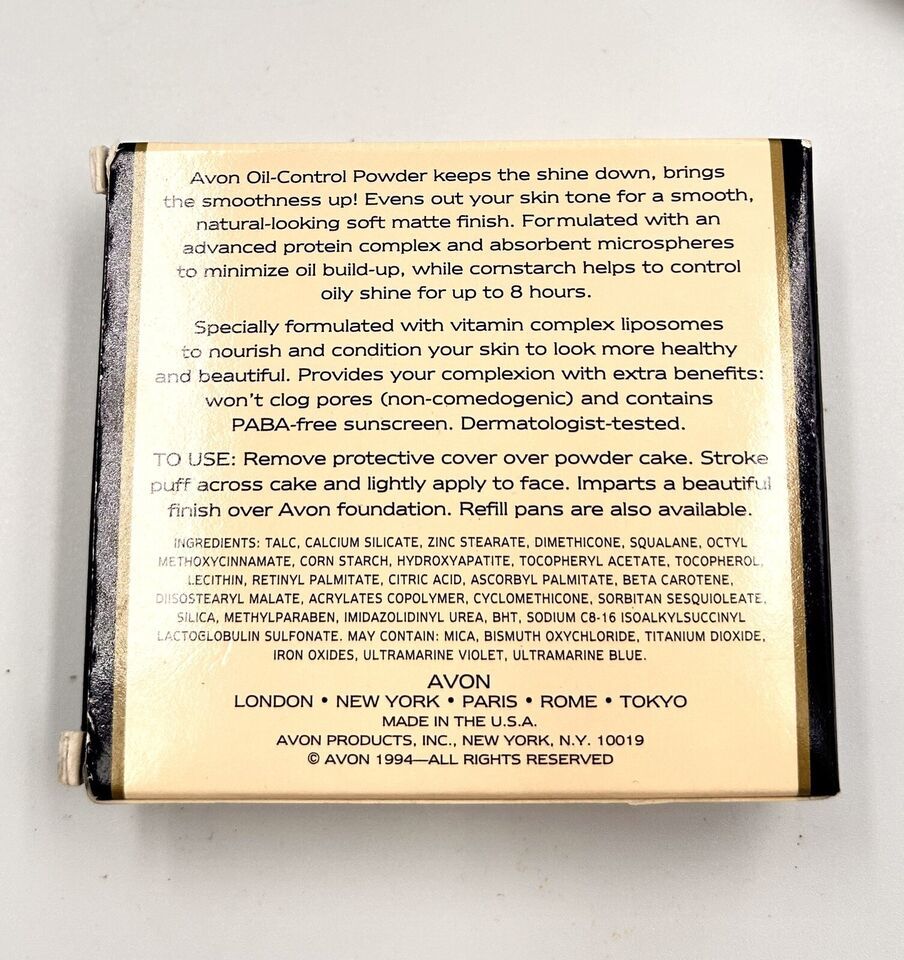 Avon Oil-Control Powder keeps the shine down, brings
the smoothness up! Evens out your skin tone for a smooth,
natural-looking soft matte finish. Formulated with an
advanced protein complex and absorbent microspheres
to minimize oil build-up, while cornstarch helps to control
oily shine for up to 8 hours.
Specially formulated with vitamin complex liposomes
to nourish and condition your skin to look more healthy
and beautiful. Provides your complexion with extra benefits:
won't clog pores (non-comedogenic) and contains
PABA-free sunscreen. Dermatologist-tested.
TO USE: Remove protective cover over powder cake. Stroke
puff across cake and lightly apply to face. Imparts a beautiful
finish over Avon foundation. Refill pans are also available.
INGREDIENTS: TALC, CALCIUM SILICATE, ZINC STEARATE, DIMETHICONE, SQUALANE, OCTYL
METHOXYCINNAMATE, CORN STARCH, HYDROXYAPATITE, TOCOPHERYL ACETATE, TOCOPHEROL,
LECITHIN, RETINYL PALMITATE, CITRIC ACID, ASCORBYL PALMITATE, BETA CAROTENE,
DIISOSTEARYL MALATE, ACRYLATES COPOLYMER, CYCLOMETHICONE, SORBITAN SESQUIOLEATE,
SILICA, METHYLPARABEN, IMIDAZOLIDINYL UREA, BHT, SODIUM C8-16 ISOALKYLSUCCINYL
LACTOGLOBULIN SULFONATE. MAY CONTAIN: MICA, BISMUTH OXYCHLORIDE, TITANIUM DIOXIDE,
IRON OXIDES, ULTRAMARINE VIOLET, ULTRAMARINE BLUE.
AVON
LONDON • NEW YORK • PARIS • ROME • TOKYO
MADE IN THE U.S.A.
AVON PRODUCTS, INC., NEW YORK, N.Y. 10019
© AVON 1994—ALL RIGHTS RESERVED